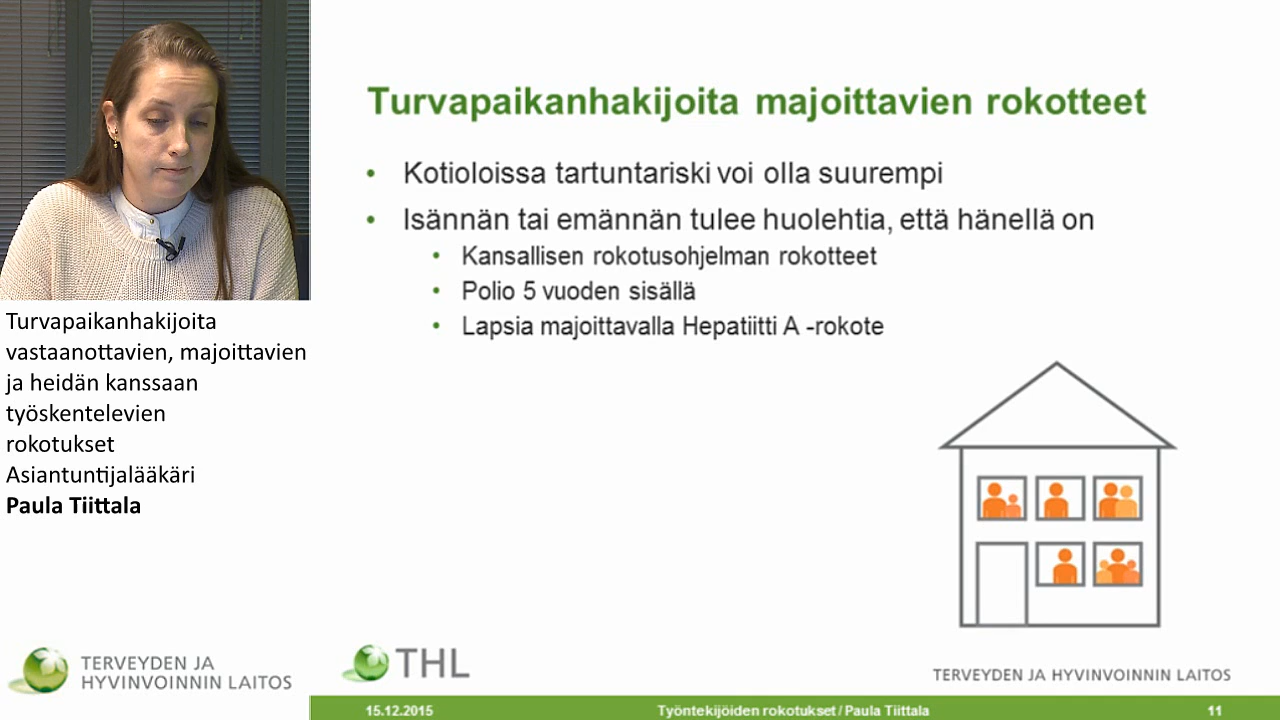 Turvapaikanhakijoita majoittavien rokotteet
• Kotioloissa tartuntariski voi olla suurempi
• Isännän tai emännän tulee huolehtia, että hänellä on
• Kansallisen rokotusohjelman rokotteet
• Polio 5 vuoden sisällä
• Lapsia majoittavalla Hepatiitti A -rokote
Turvapaikanhakijoita
vastaanottavien, majoittavien
ja heidän kanssaan
työskentelevien
rokotukset
Asiantuntijalääkäri
Paula Tiittala
TERVEYDEN JA
HYVINVOINNIN LAITOS
THL
TERVEYDEN JA HYVINVOINNIN LAITOS
15.12.2015
Työntekijöiden rokotukset / Paula Tiittala
11